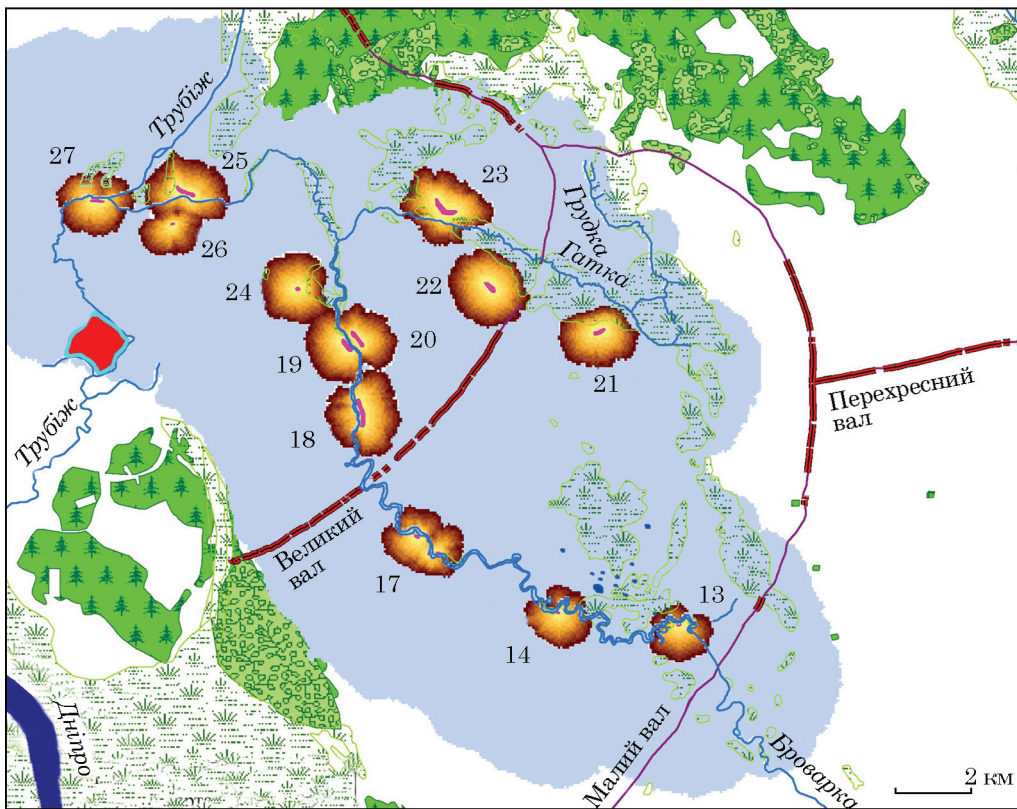 Трубіж
27
25
23
26
Грудка
Гатка
24
22
20
19
21
Перехресний
вал
Трубіж
18
Великий
вал
17
13
14
Дніпро
Малий вал
Броварка
2 км